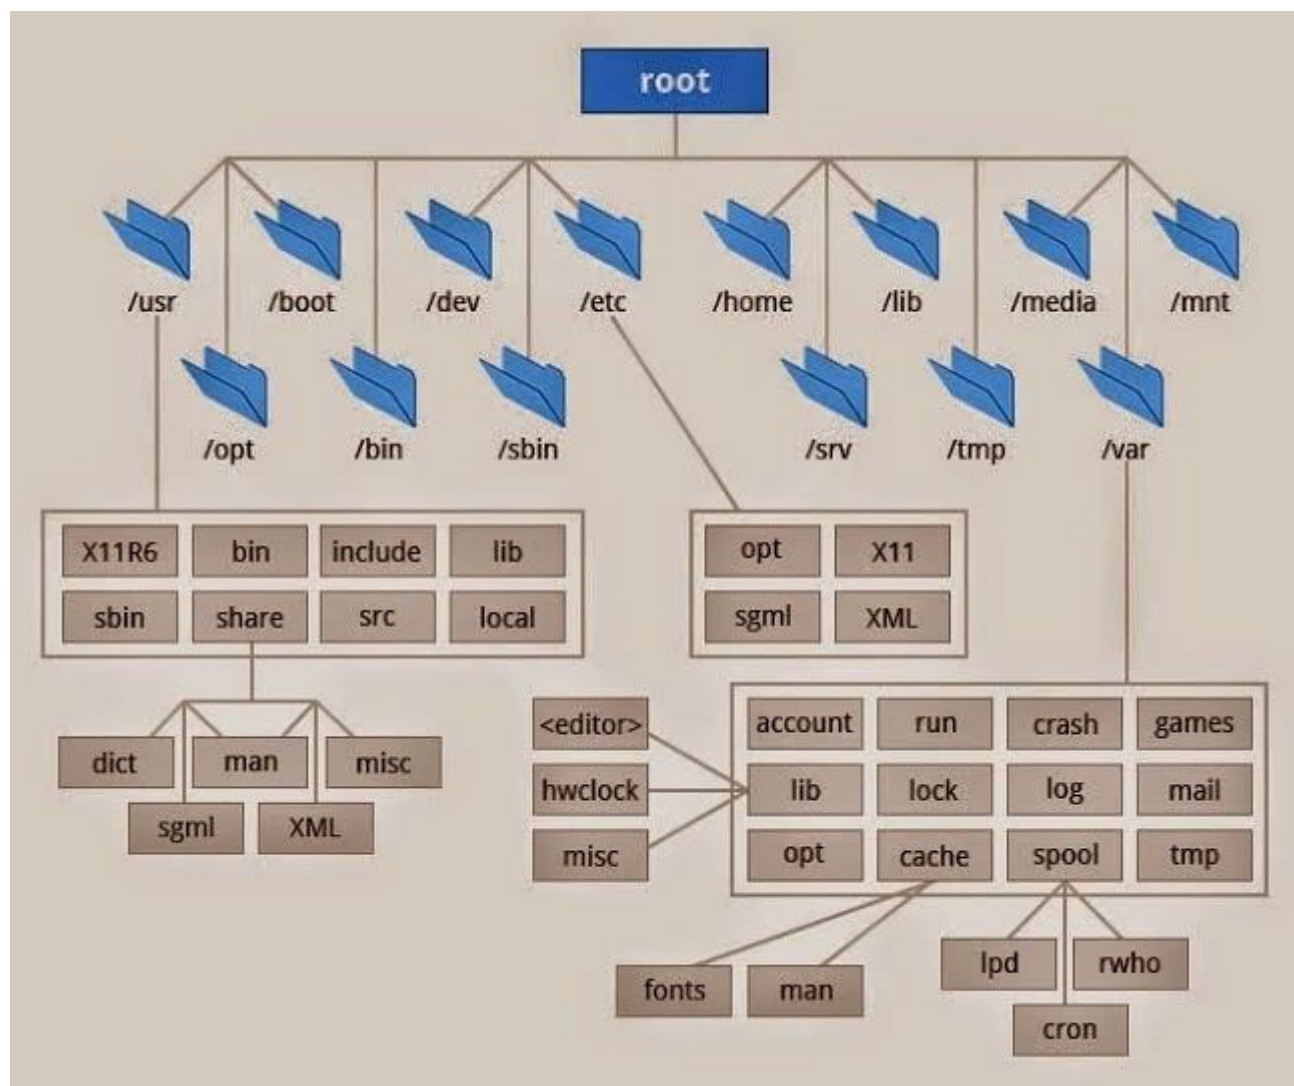 root
/usr
/boot
/dev
/etc
/home
/lib
/media
/mnt
/opt
/bin
/sbin
/srv
/tmp
/var
X11R6 bin include lib
sbin share src local
opt X11
sgml XML
dict man misc
sgml XML
<editor>
hwclock
misc
account run crash games
lib lock log mail
opt cache spool tmp
fonts man
lpd rwho
cron